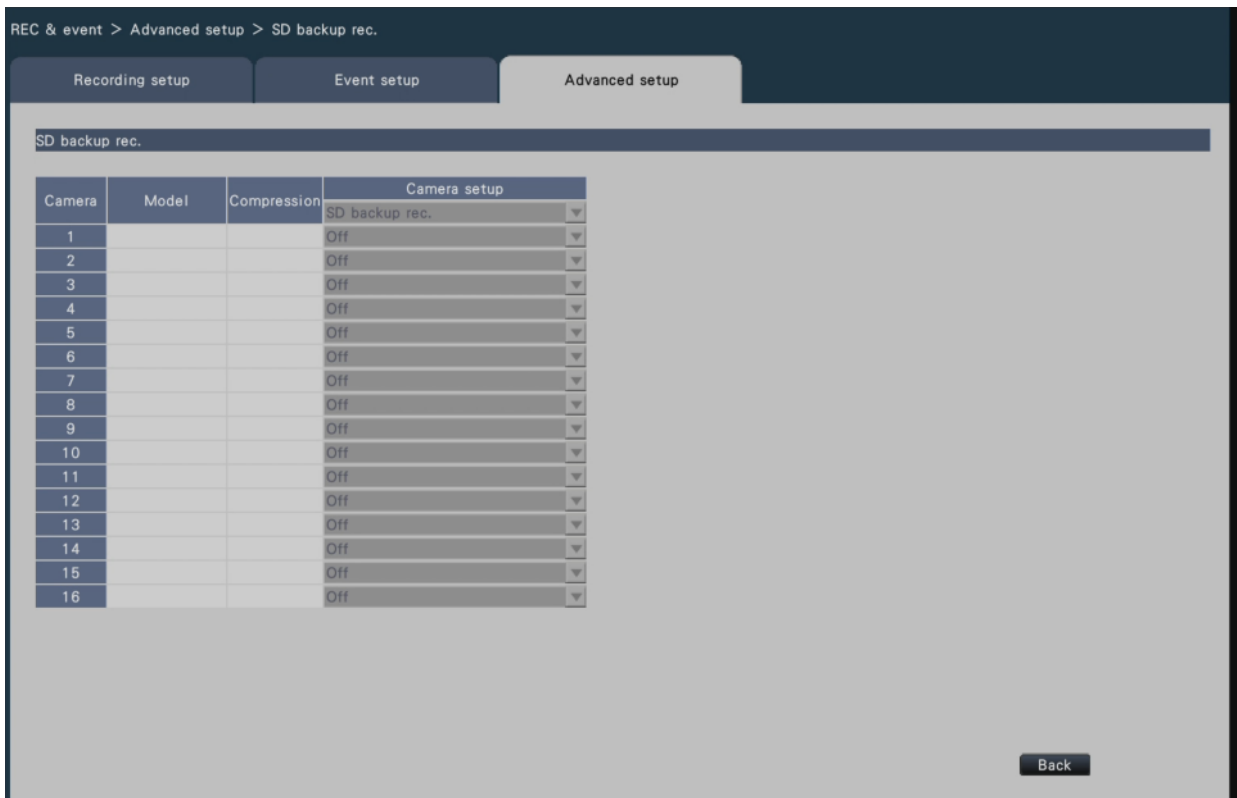 REC & event > Advanced setup > SD backup rec.
Recording setup Event setup Advanced setup
SD backup rec.
Camera Model Compression Camera setup
SD backup rec.
1 Off
2 Off
3 Off
4 Off
5 Off
6 Off
7 Off
8 Off
9 Off
10 Off
11 Off
12 Off
13 Off
14 Off
15 Off
16 Off
Back